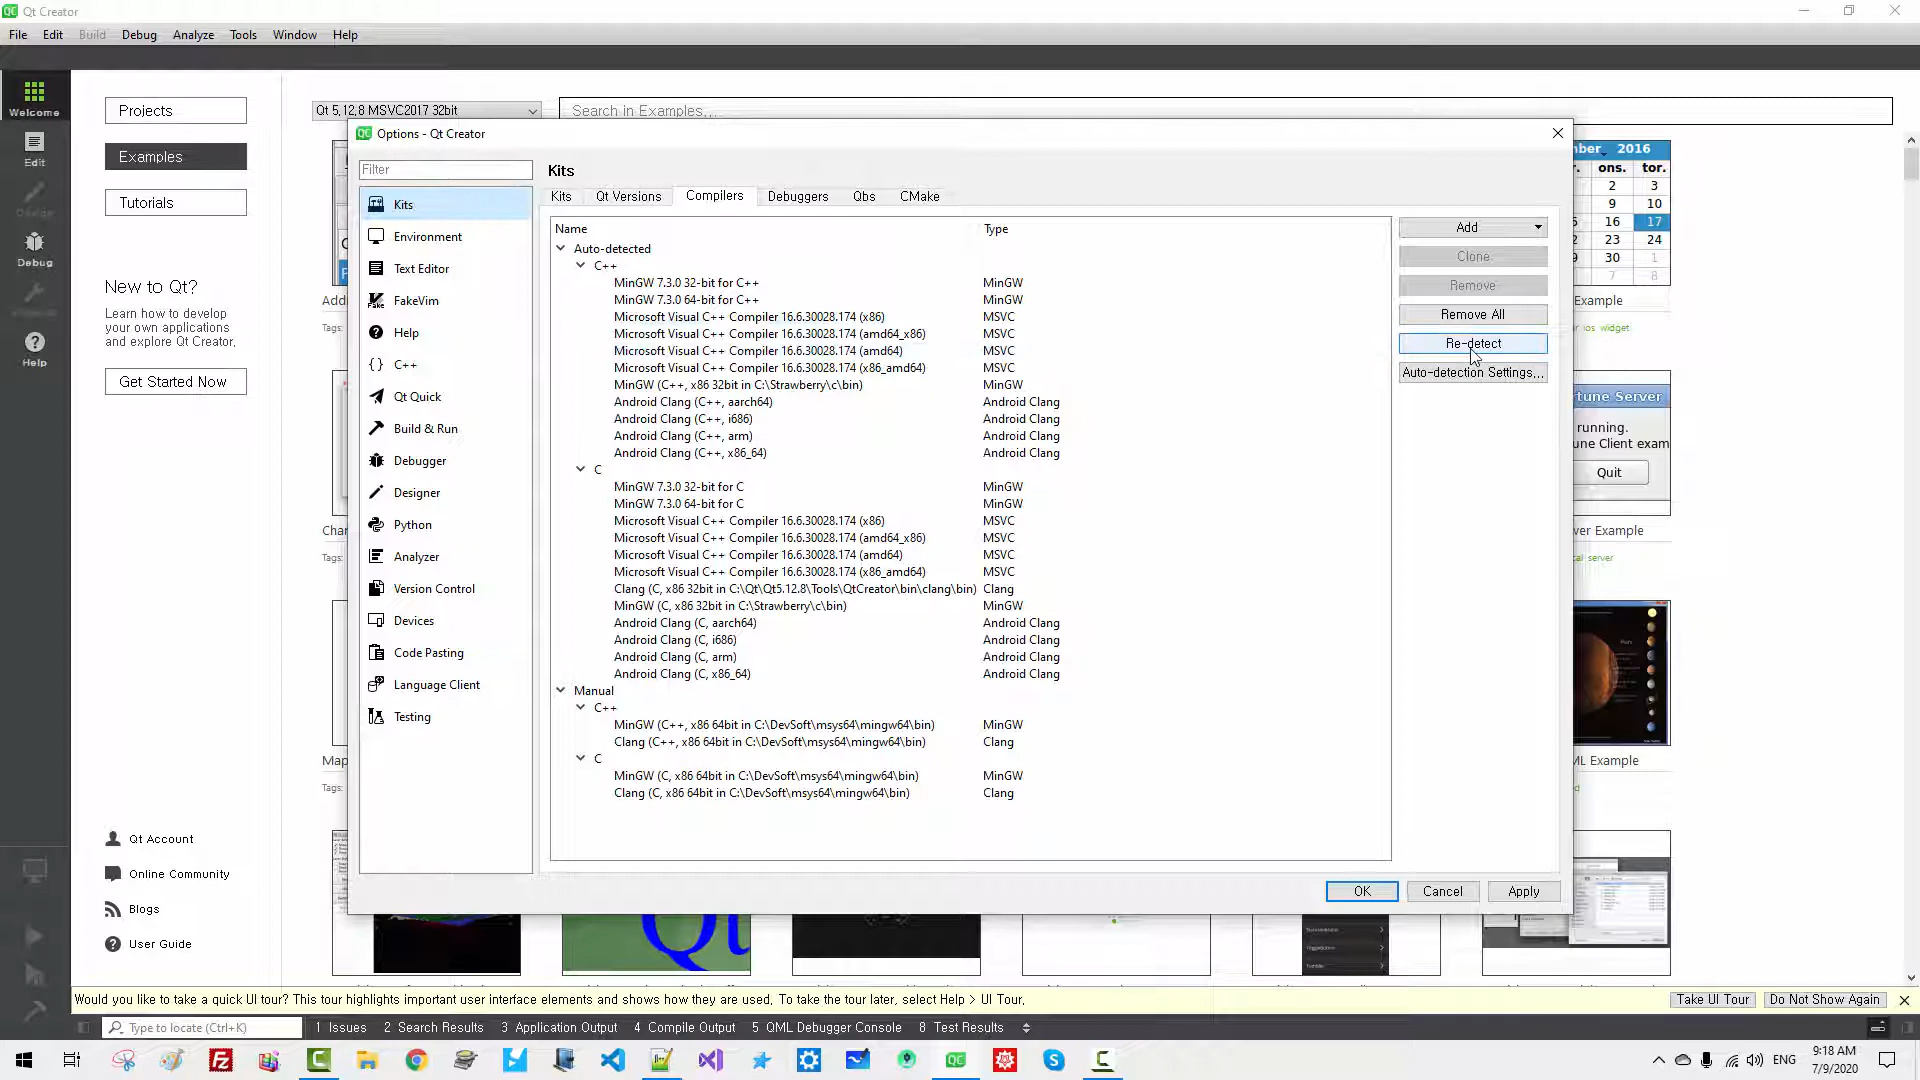 Qt Creator
File Edit Build Debug Analyze Tools Window Help
Welcome
Edit
Debug
Help
Projects
Examples
Tutorials
New to Qt?
Learn how to develop
your own applications
and explore Qt Creator.
Get Started Now
Qt Account
Online Community
Blogs
User Guide
Qt 5.12.8 MSVC2017 32bit
Search in Examples...
Options - Qt Creator
Filter
Kits
Environment
Text Editor
FakeVim
Help
C++
Qt Quick
Build & Run
Debugger
Designer
Python
Analyzer
Version Control
Devices
Code Pasting
Language Client
Testing
Kits
Kits Qt Versions Compilers Debuggers Qbs CMake
Name Type
Auto-detected
C++
MinGW 7.3.0 32-bit for C++ MinGW
MinGW 7.3.0 64-bit for C++ MinGW
Microsoft Visual C++ Compiler 16.6.30028.174 (x86) MSVC
Microsoft Visual C++ Compiler 16.6.30028.174 (amd64_x86) MSVC
Microsoft Visual C++ Compiler 16.6.30028.174 (amd64) MSVC
Microsoft Visual C++ Compiler 16.6.30028.174 (x86_amd64) MSVC
MinGW (C++, x86 32bit in C:\Strawberry\c\bin) MinGW
Android Clang (C++, aarch64) Android Clang
Android Clang (C++, i686) Android Clang
Android Clang (C++, arm) Android Clang
Android Clang (C++, x86_64) Android Clang
C
MinGW 7.3.0 32-bit for C MinGW
MinGW 7.3.0 64-bit for C MinGW
Microsoft Visual C++ Compiler 16.6.30028.174 (x86) MSVC
Microsoft Visual C++ Compiler 16.6.30028.174 (amd64_x86) MSVC
Microsoft Visual C++ Compiler 16.6.30028.174 (amd64) MSVC
Microsoft Visual C++ Compiler 16.6.30028.174 (x86_amd64) MSVC
Clang (C, x86 32bit in C:\Qt\Qt5.12.8\Tools\QtCreator\bin\clang\bin) Clang
MinGW (C, x86 32bit in C:\Strawberry\c\bin) MinGW
Android Clang (C, aarch64) Android Clang
Android Clang (C, i686) Android Clang
Android Clang (C, arm) Android Clang
Android Clang (C, x86_64) Android Clang
Manual
C++
MinGW (C++, x86 64bit in C:\DevSoft\msys64\mingw64\bin) MinGW
Clang (C++, x86 64bit in C:\DevSoft\msys64\mingw64\bin) Clang
C
MinGW (C, x86 64bit in C:\DevSoft\msys64\mingw64\bin) MinGW
Clang (C, x86 64bit in C:\DevSoft\msys64\mingw64\bin) Clang
Add
Clone
Remove
Remove All
Re-detect
Auto-detection Settings...
OK Cancel Apply
Tags:
Tags:
Tags:
2016
ons. tor.
2 3
9 10
16 17
23 24
30 1
7 8
Example
ios widget
tune Server
running.
Quit
ver Example
server
ML Example
Would you like to take a quick UI tour? This tour highlights important user interface elements and shows how they are used. To take the tour later, select Help > UI Tour.
Take UI Tour Do Not Show Again
Type to locate (Ctrl+K) 1 Issues 2 Search Results 3 Application Output 4 Compile Output 5 QML Debugger Console 8 Test Results
ENG
9:18 AM
7/9/2020